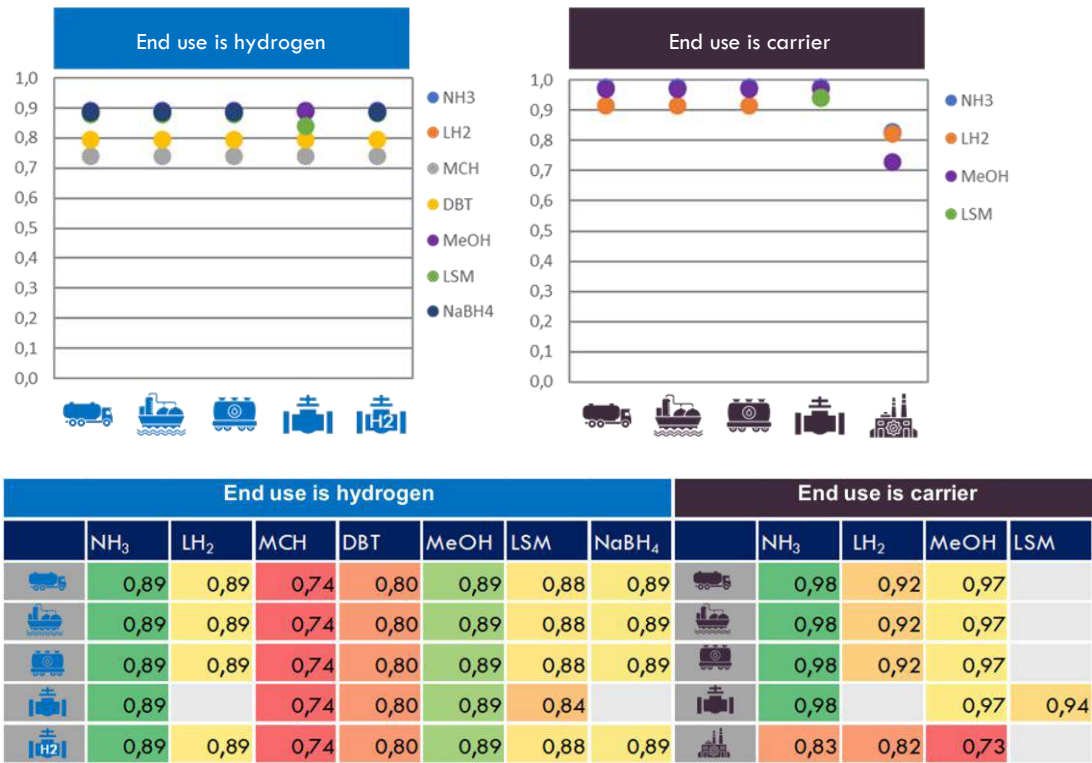 End use is hydrogen
1,0
0,9
0,8
0,7
0,6
0,5
0,4
0,3
0,2
0,1
0,0
NH3
LH2
MCH
DBT
MeOH
LSM
NaBH4
H2
End use is carrier
1,0
0,9
0,8
0,7
0,6
0,5
0,4
0,3
0,2
0,1
0,0
NH3
LH2
MeOH
LSM
End use is hydrogen End use is carrier
NH₃ LH₂ MCH DBT MeOH LSM NaBH₄ NH₃ LH₂ MeOH LSM
0,89 0,89 0,74 0,80 0,89 0,88 0,89 0,98 0,92 0,97
0,89 0,89 0,74 0,80 0,89 0,88 0,89 0,98 0,92 0,97
0,89 0,89 0,74 0,80 0,89 0,88 0,89 0,98 0,92 0,97
0,89 0,74 0,80 0,89 0,84 0,98 0,97 0,94
H2 0,89 0,89 0,74 0,80 0,89 0,88 0,89 0,83 0,82 0,73